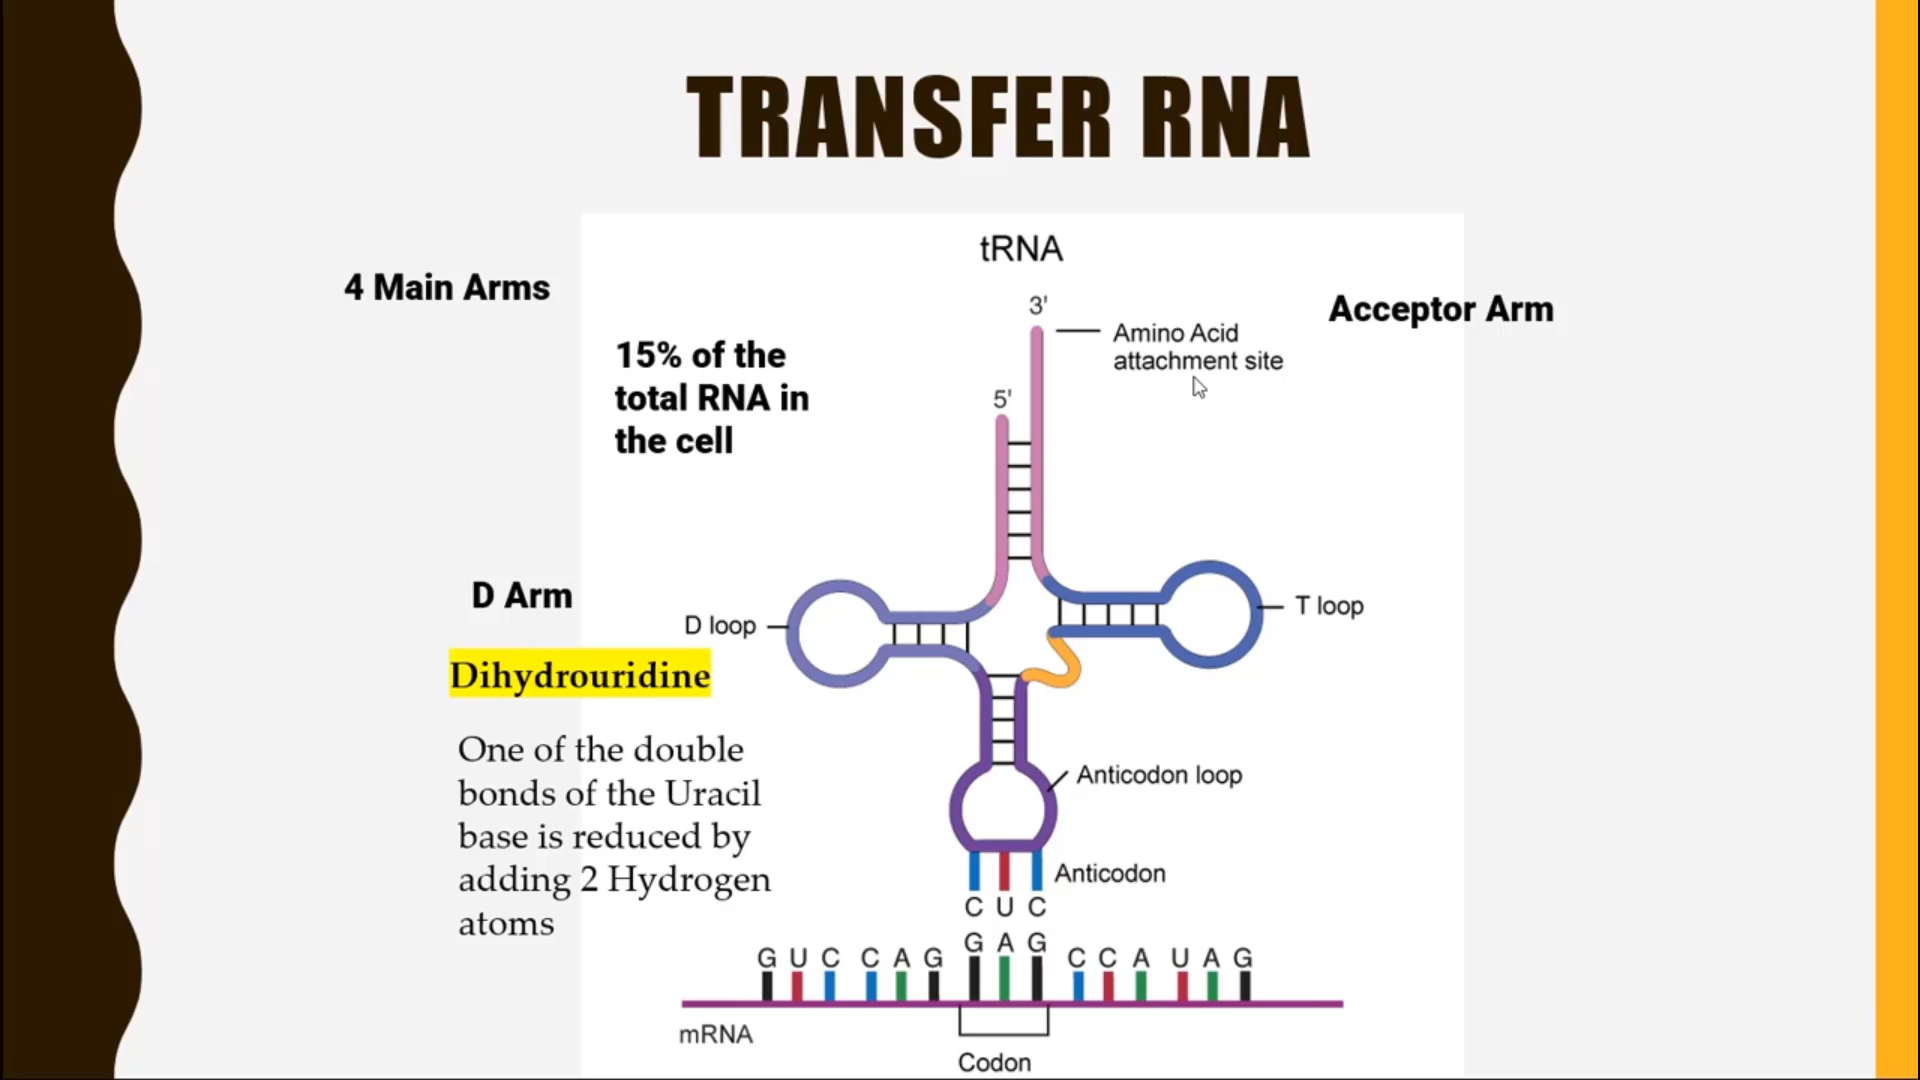 TRANSFER RNA
tRNA
4 Main Arms
3'
Acceptor Arm
Amino Acid
attachment site
15% of the
total RNA in
the cell
5'
D Arm
D loop
T loop
Dihydrouridine
One of the double
bonds of the Uracil
base is reduced by
adding 2 Hydrogen
atoms
Anticodon loop
Anticodon
C U C
G A G
G U C C A G
C C A U A G
mRNA
Codon